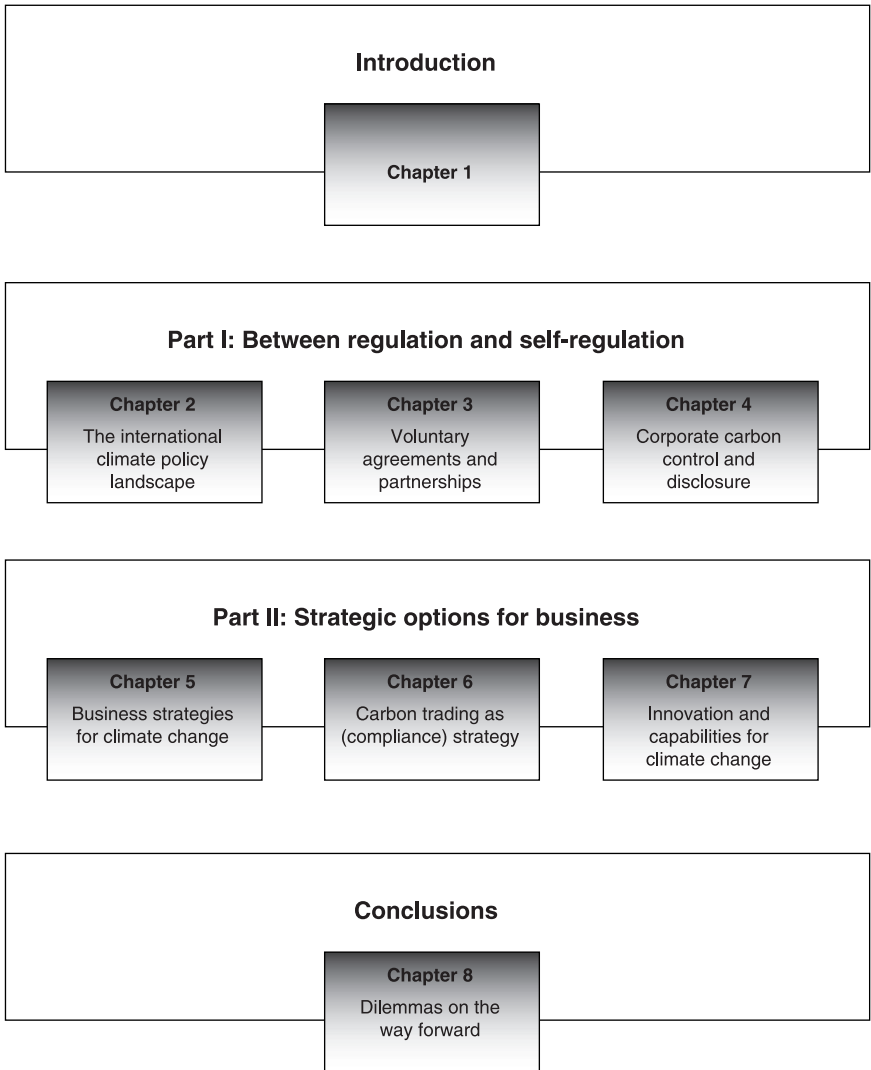 Introduction
Chapter 1
Part I: Between regulation and self-regulation
Chapter 2
The international
climate policy
landscape
Chapter 3
Voluntary
agreements and
partnerships
Chapter 4
Corporate carbon
control and
disclosure
Part II: Strategic options for business
Chapter 5
Business strategies
for climate change
Chapter 6
Carbon trading as
(compliance) strategy
Chapter 7
Innovation and
capabilities for
climate change
Conclusions
Chapter 8
Dilemmas on the
way forward